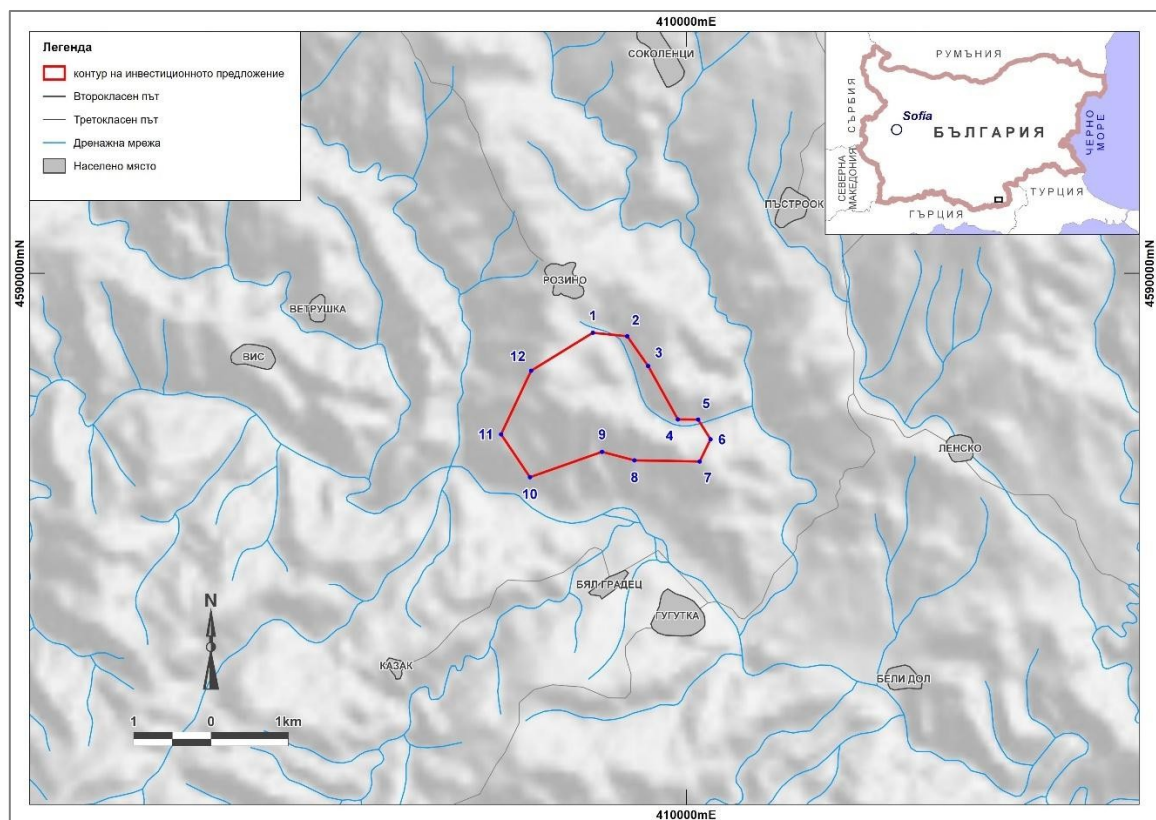 410000mE
Легенда
контур на инвестиционното предложение
Второкласен път
Третокласен път
Дренажна мрежа
Населено място
СОКОЛЕНЦИ
РУМЪНИЯ
СЪРБИЯ
Sofia
БЪЛГАРИЯ
ЧЕРНО
МОРЕ
СЕВЕРНА
МАКЕДОНИЯ
ТУРЦИЯ
ГЪРЦИЯ
ПЪСТРООК
4590000mN
4590000mN
РОЗИНО
ВЕТРУШКА
ВИС
1
2
3
12
4
5
6
11
9
8
7
10
ЛЕНСКО
БЯЛ ГРАДЕЦ
ГУГУТКА
КАЗАК
БЕЛИ ДОЛ
N
1 0 1km
410000mE